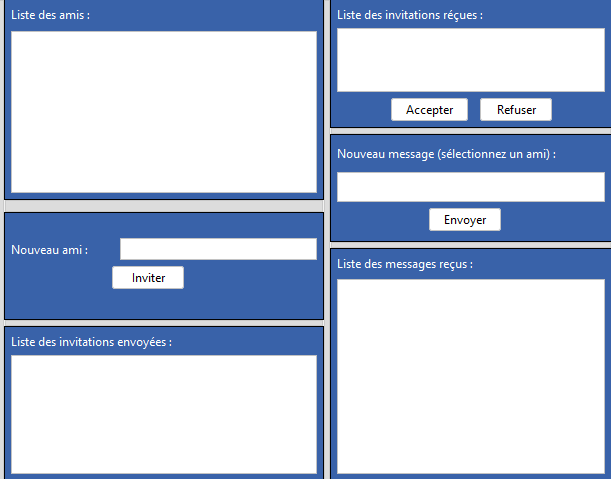 Liste des amis :
Nouveau ami :
Inviter
Liste des invitations envoyées :
Liste des invitations réçues :
Accepter Refuser
Nouveau message (sélectionnez un ami) :
Envoyer
Liste des messages reçus :